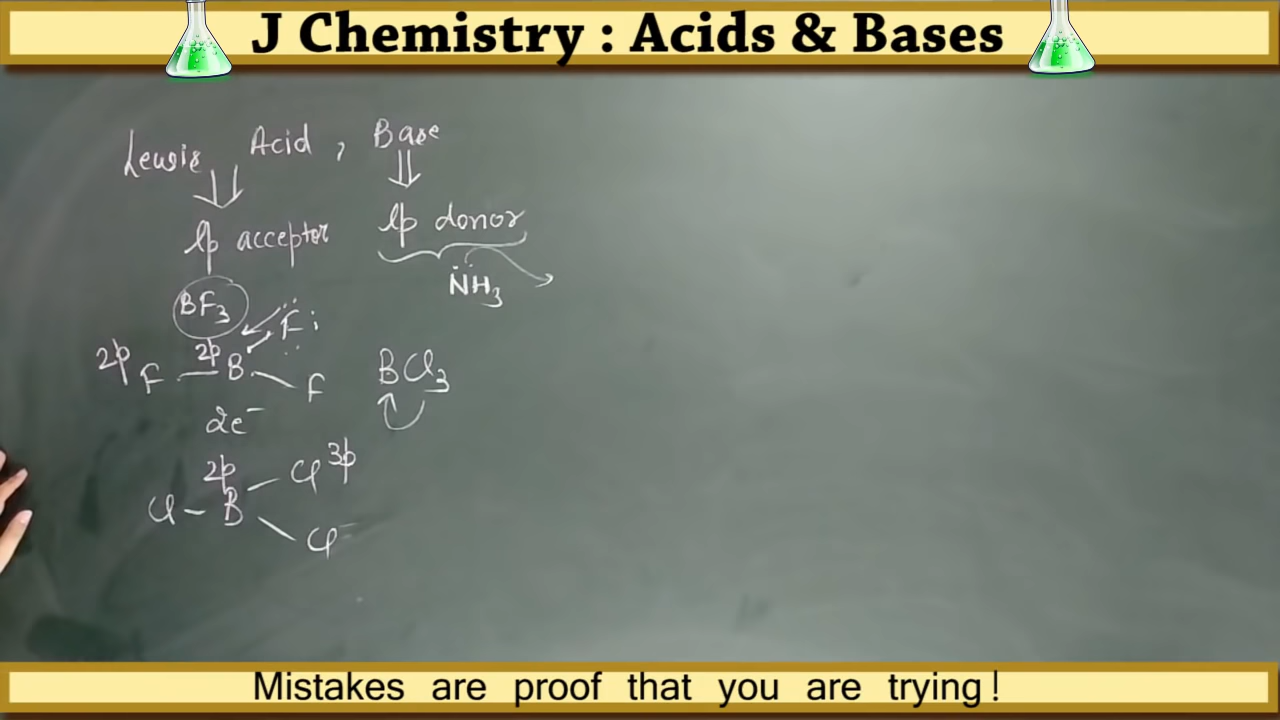 J Chemistry : Acids & Bases
Lewis Acid , Base
lp acceptor lp donor
NH3
BF3
F
2p F 2p B F
BCl3
2e-
2p Cl 3p
Cl B
Cl
Mistakes are proof that you are trying!